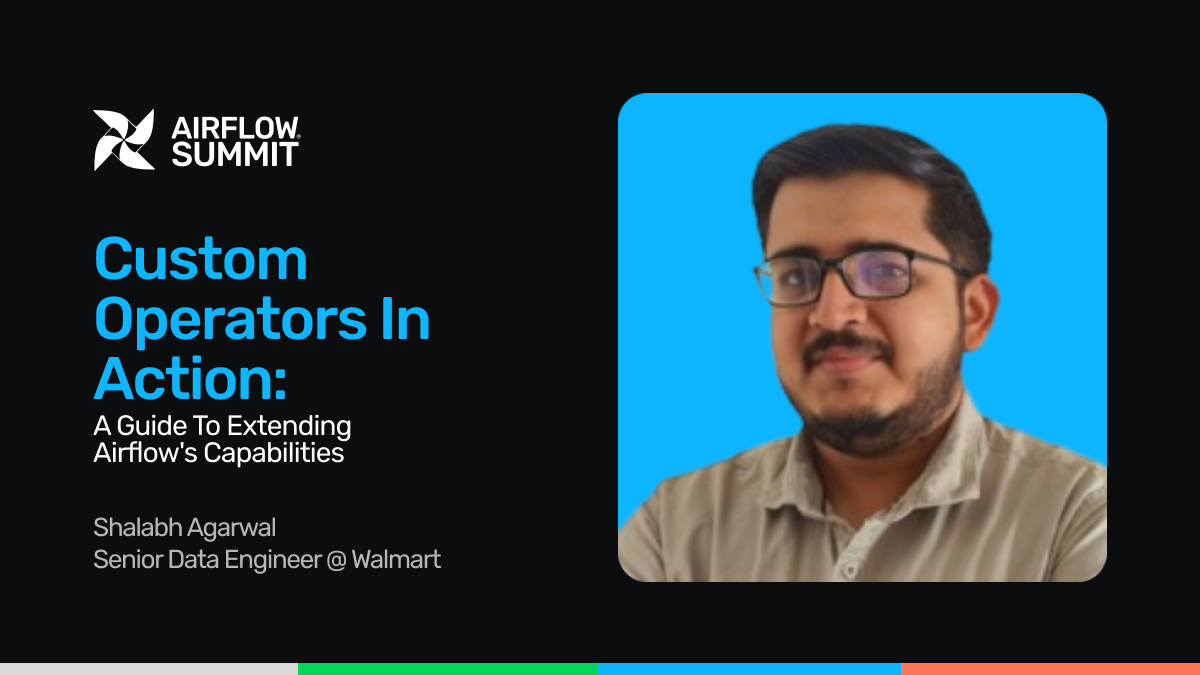 AIRFLOW
SUMMIT
Custom
Operators In
Action:
A Guide To Extending
Airflow's Capabilities
Shalabh Agarwal
Senior Data Engineer @ Walmart